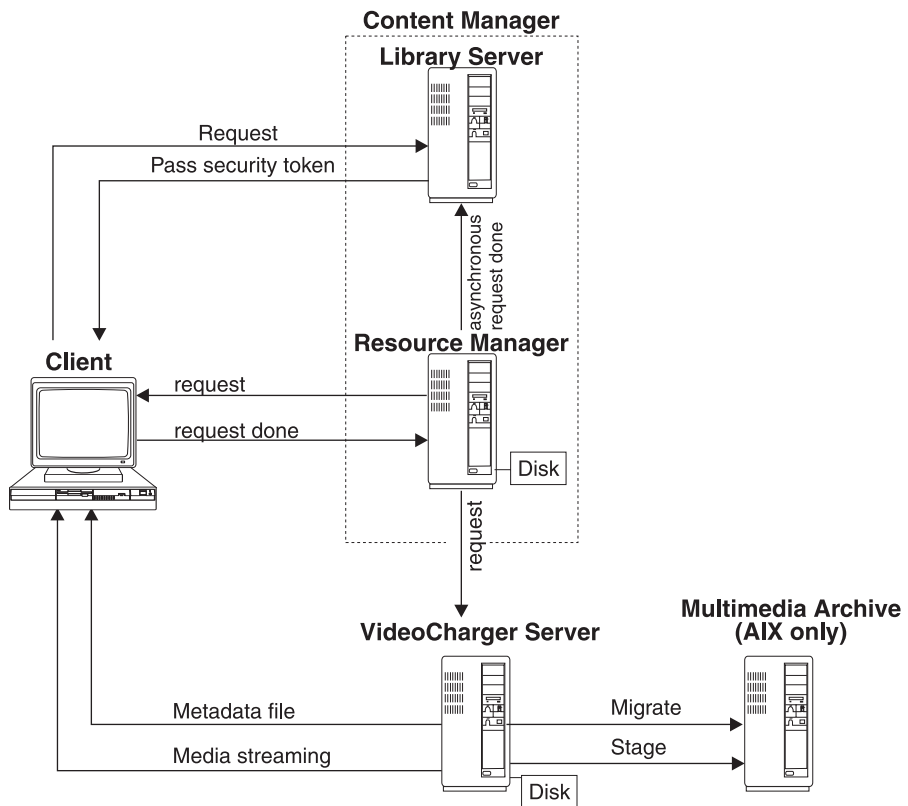 Content Manager
Library Server
Request
Pass security token
asynchronous
request done
Resource Manager
Client
request
request done
Disk
request
Multimedia Archive
(AIX only)
VideoCharger Server
Metadata file
Migrate
Media streaming
Stage
Disk